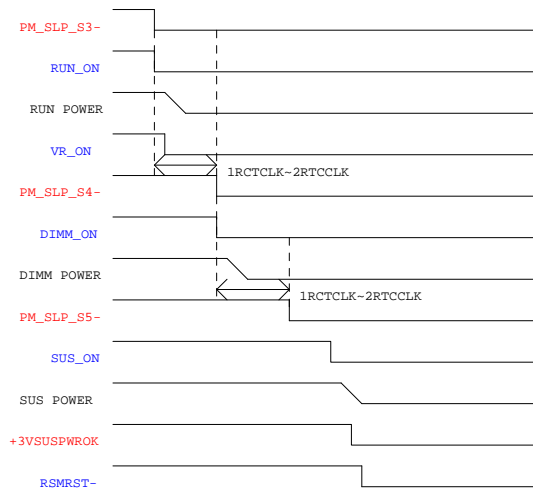 PM_SLP_S3-
RUN_ON
RUN POWER
VR_ON
1RCTCLK~2RTCCLK
PM_SLP_S4-
DIMM_ON
DIMM POWER
1RCTCLK~2RTCCLK
PM_SLP_S5-
SUS_ON
SUS POWER
+3VSUSPWROK
RSMRST-